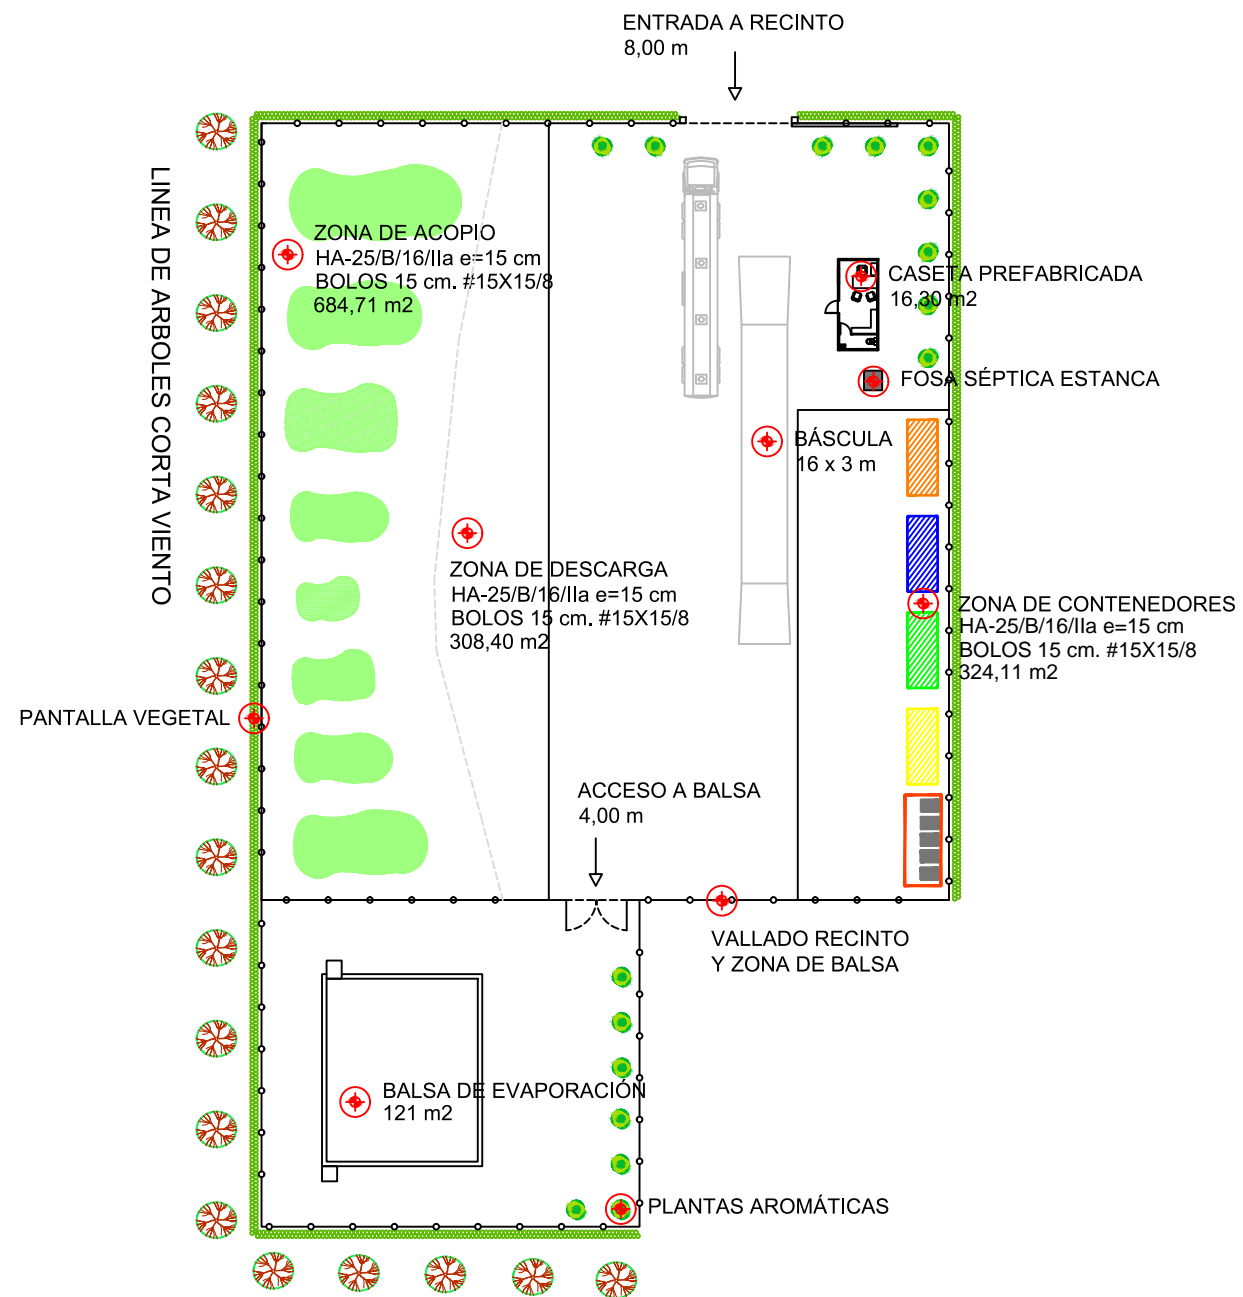 ENTRADA A RECINTO
8,00 m
LINEA DE ARBOLES CORTA VIENTO
ZONA DE ACOPIO
HA-25/B/16/IIa e=15 cm
BOLOS 15 cm. #15X15/8
684,71 m2
CASETA PREFABRICADA
16,30 m2
FOSA SÉPTICA ESTANCA
BÁSCULA
16 x 3 m
ZONA DE DESCARGA
HA-25/B/16/IIa e=15 cm
BOLOS 15 cm. #15X15/8
308,40 m2
ZONA DE CONTENEDORES
HA-25/B/16/IIa e=15 cm
BOLOS 15 cm. #15X15/8
324,11 m2
PANTALLA VEGETAL
ACCESO A BALSA
4,00 m
VALLADO RECINTO
Y ZONA DE BALSA
BALSA DE EVAPORACIÓN
121 m2
PLANTAS AROMÁTICAS